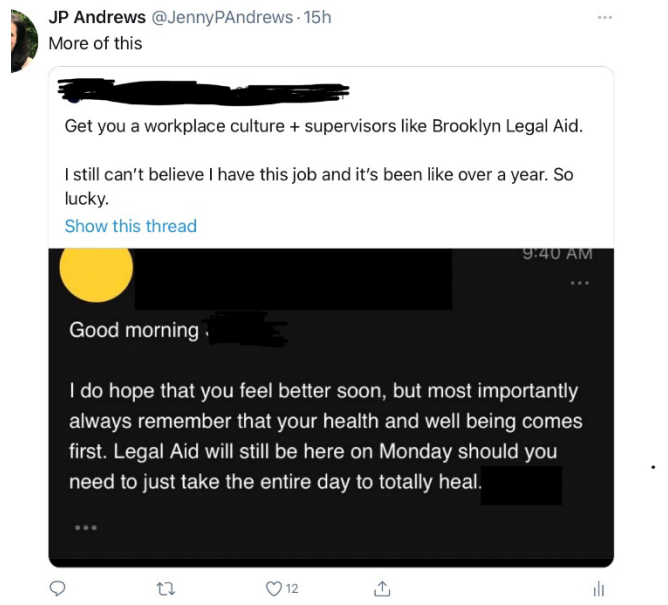 JP Andrews @JennyPAndrews · 15h
More of this
Get you a workplace culture + supervisors like Brooklyn Legal Aid.
I still can't believe I have this job and it's been like over a year. So
lucky.
Show this thread
9:40 AM
Good morning
I do hope that you feel better soon, but most importantly
always remember that your health and well being comes
first. Legal Aid will still be here on Monday should you
need to just take the entire day to totally heal.
12